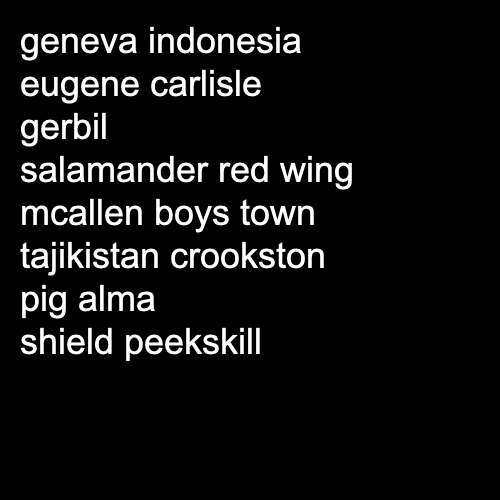 geneva indonesia
eugene carlisle
gerbil
salamander red wing
mcallen boys town
tajikistan crookston
pig alma
shield peekskill